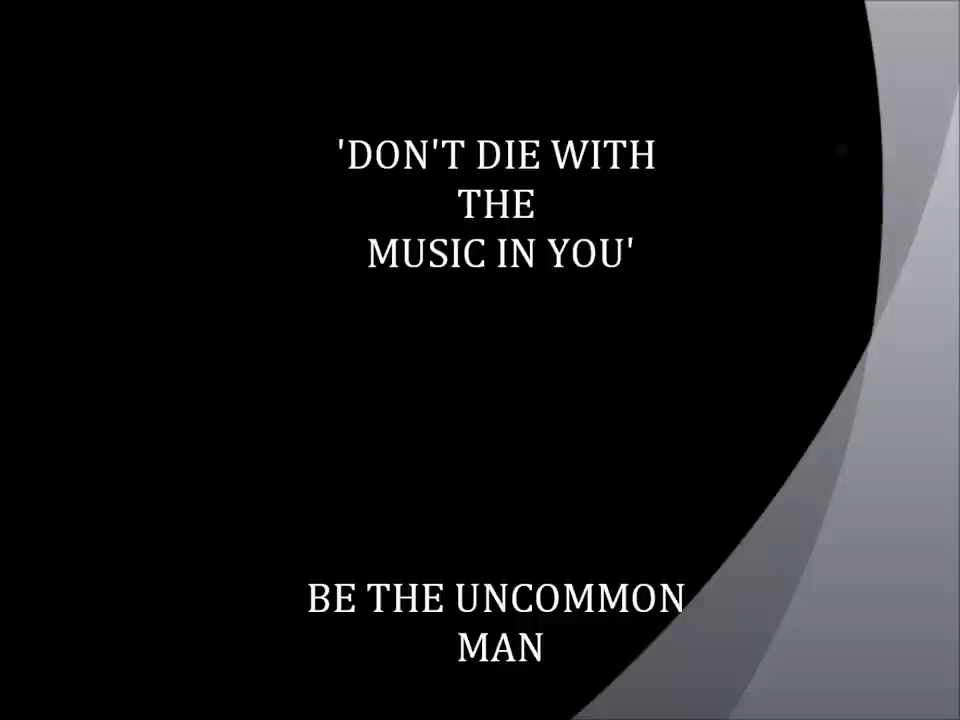 'DON'T DIE WITH
THE
MUSIC IN YOU'
BE THE UNCOMMON
MAN